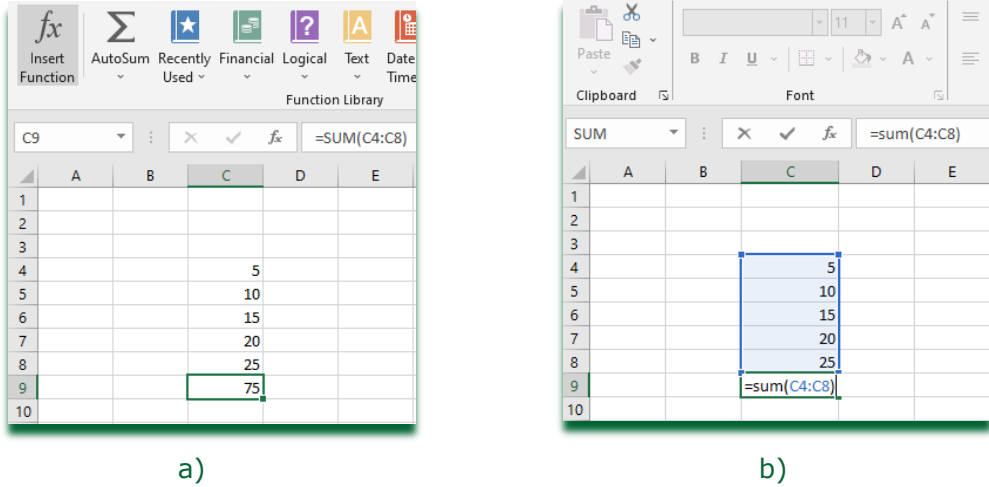 fx
Insert Function
AutoSum
Recently Used
Financial
Logical
?
Text
A
Date
Time
Function Library
C9
fx
=SUM(C4:C8)
A B C D E
1
2
3
4 5
5 10
6 15
7 20
8 25
9 75
10
a)
Paste
11
A A
B I U A
Clipboard
Font
SUM
fx
=sum(C4:C8)
A B C D E
1
2
3
4 5
5 10
6 15
7 20
8 25
9 =sum(C4:C8)
10
b)